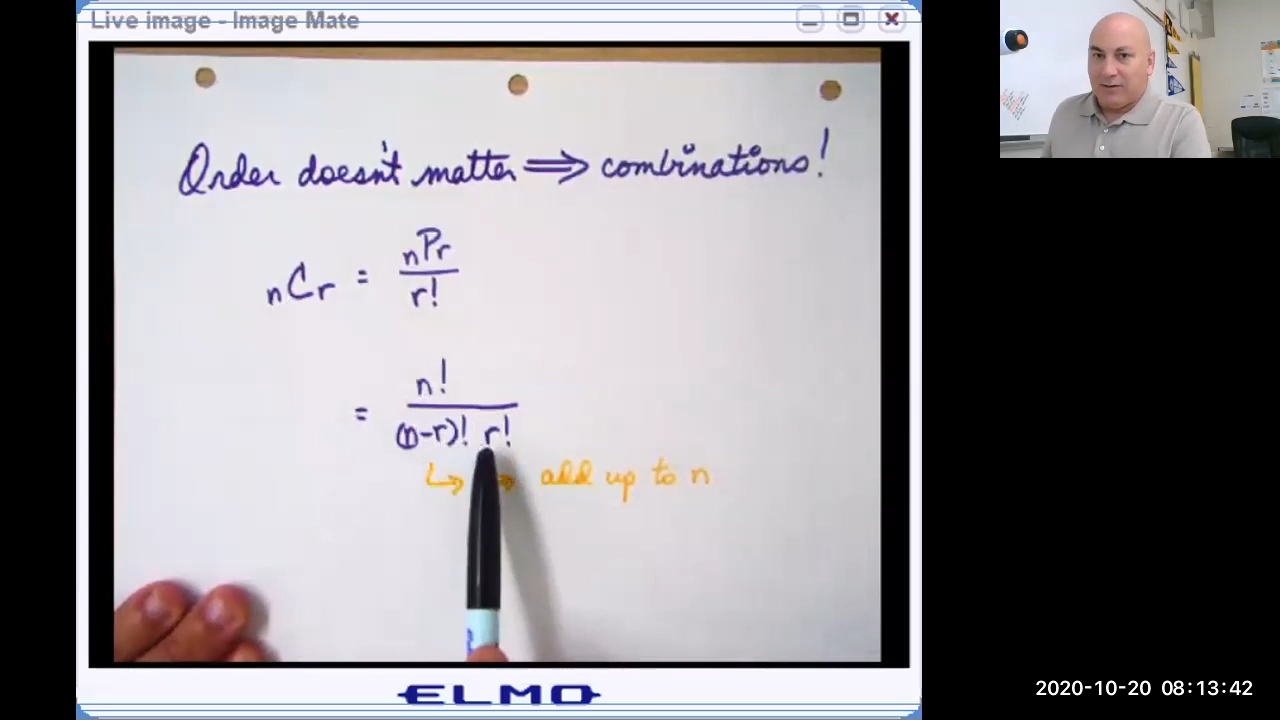 Live image - Image Mate
Order doesn't matter ⟹ combinations!
nCr = nPr / r!
= n! / (n-r)! r!
↳ → add up to n
ELMO
2020-10-20 08:13:42